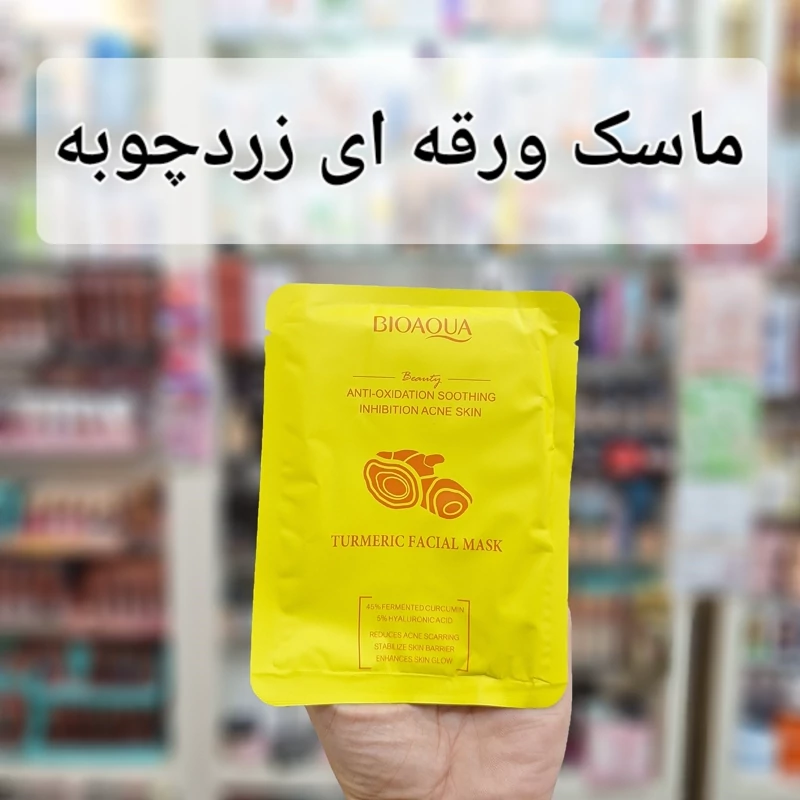 ماسک ورقه ای زردچوبه
BIOAQUA
Beauty
ANTI-OXIDATION SOOTHING
INHIBITION ACNE SKIN
TURMERIC FACIAL MASK
45% FERMENTED CURCUMIN
5% HYALURONIC ACID
REDUCES ACNE SCARRING
STABILIZE SKIN BARRIER
ENHANCES SKIN GLOW